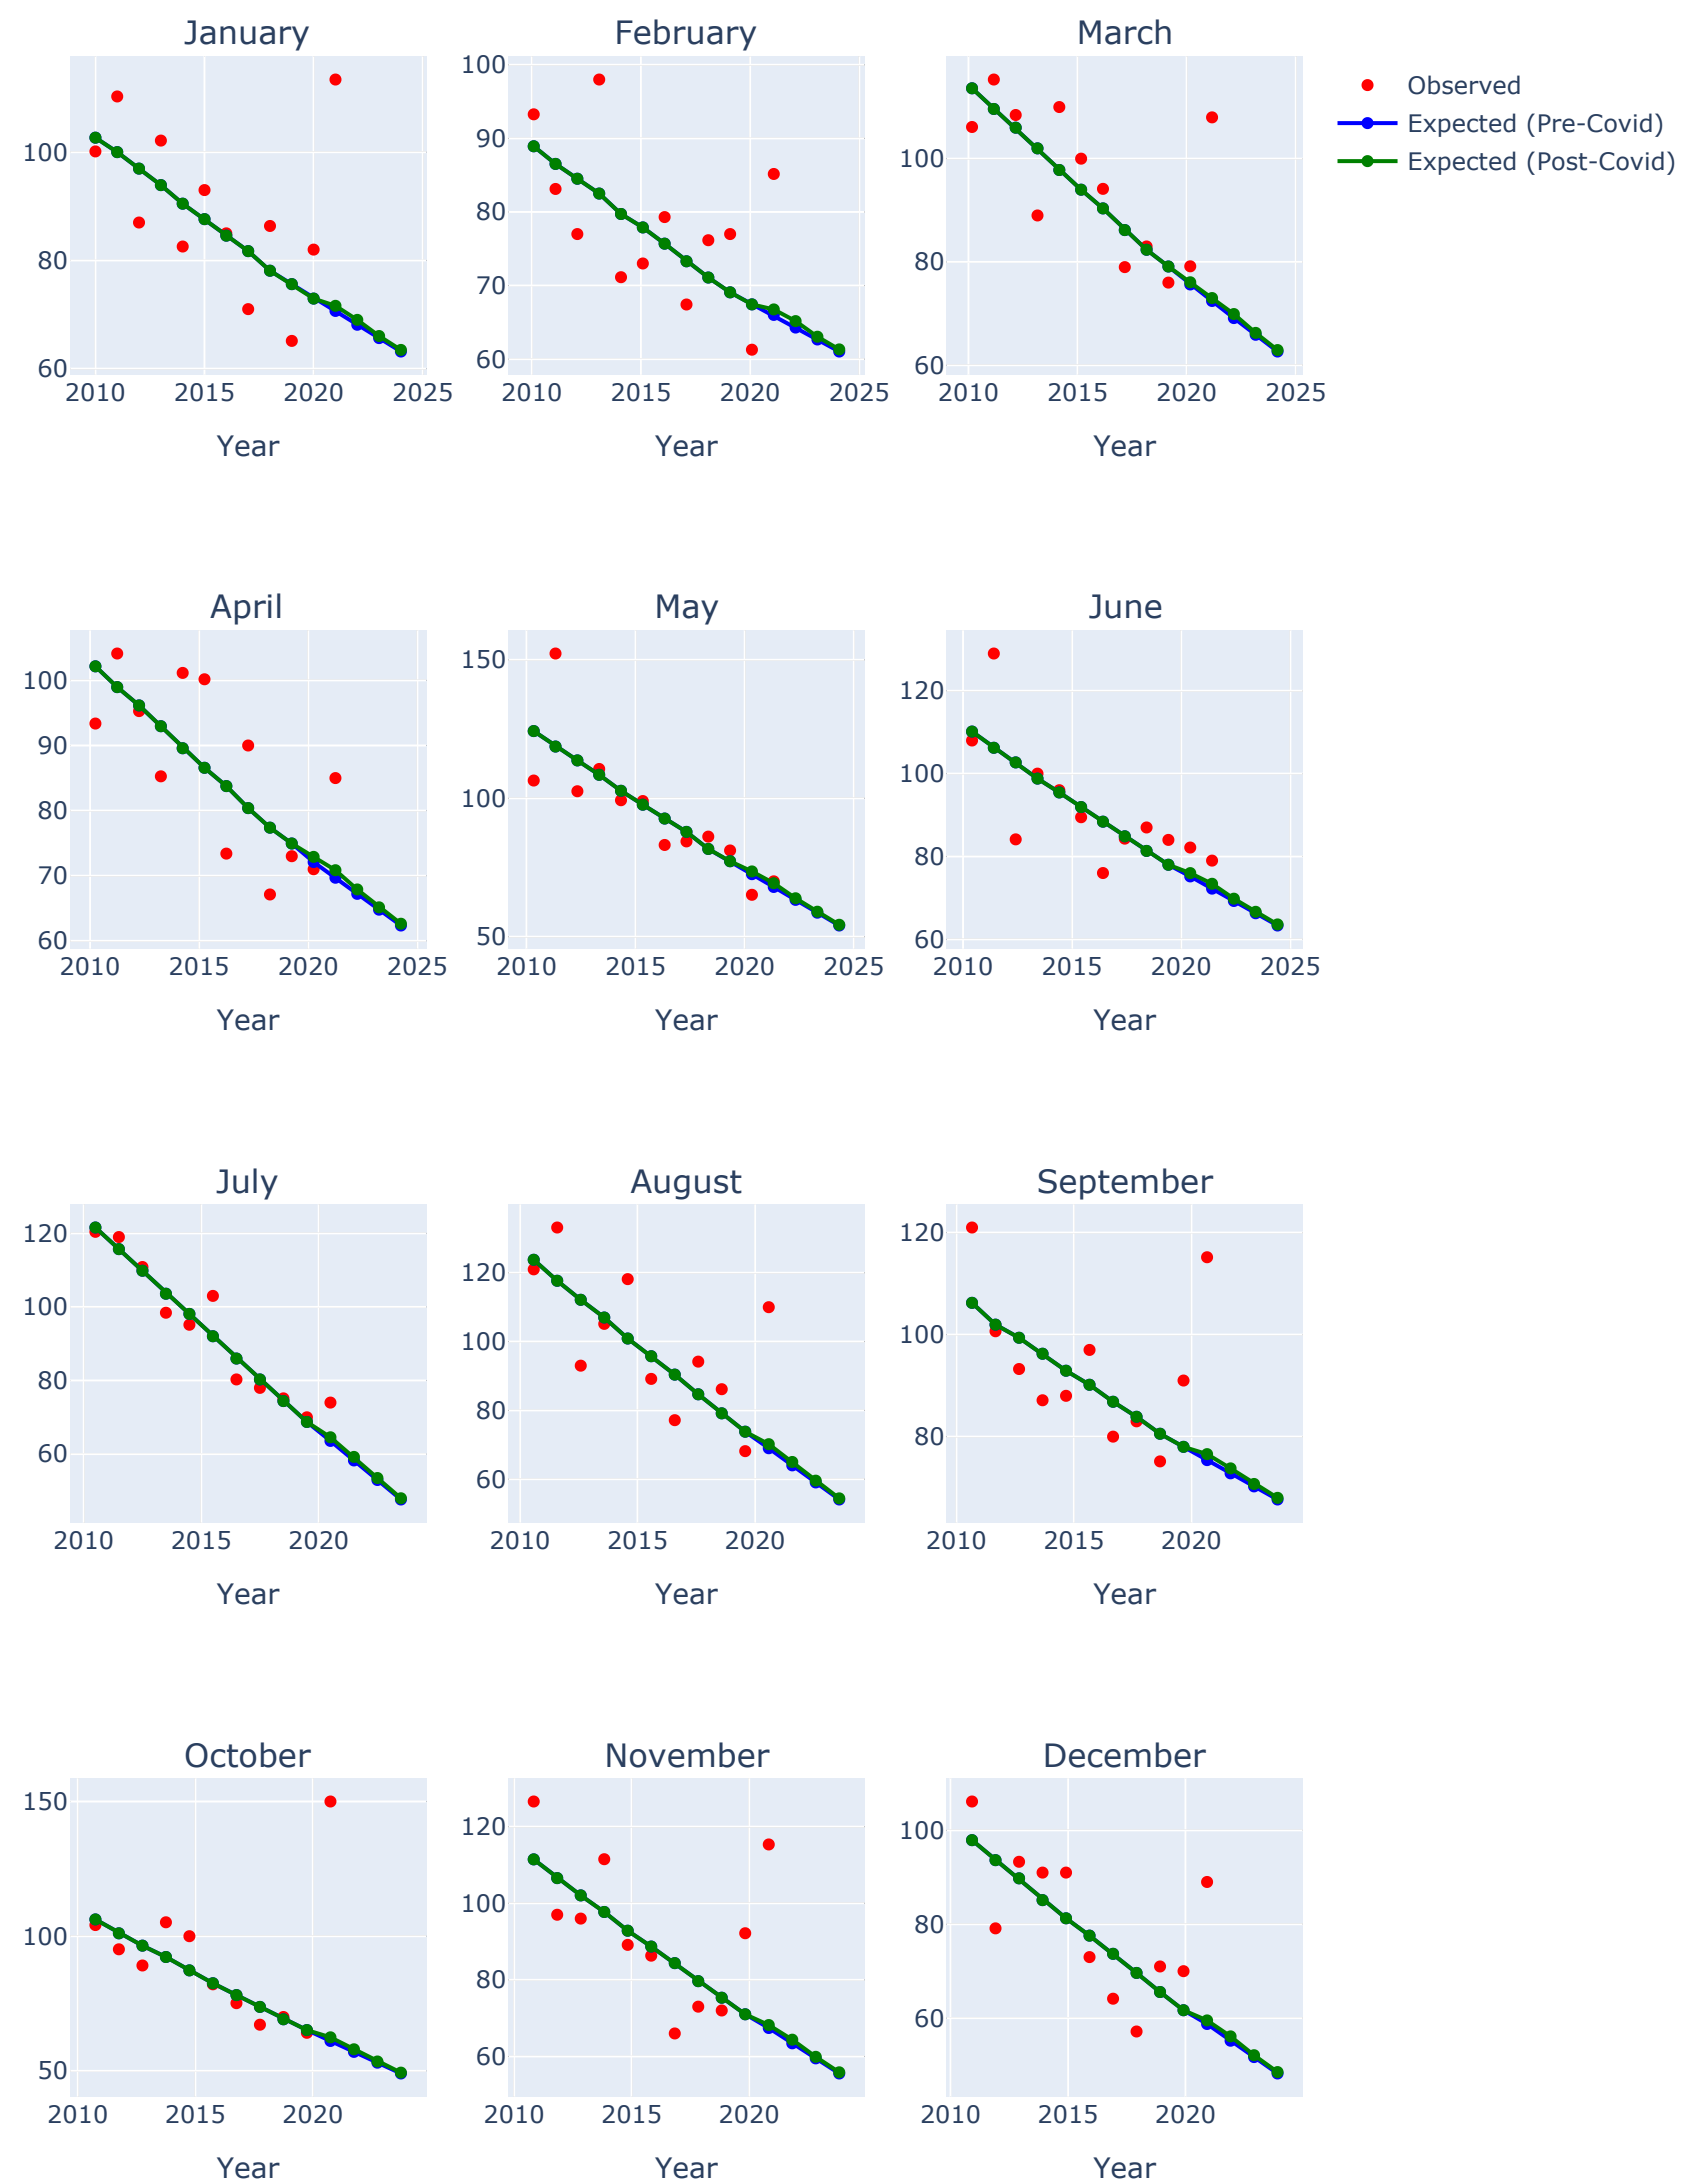 January February March
100
80
60
2010 2015 2020 2025
Year
100
90
80
70
60
2010 2015 2020 2025
Year
100
80
60
2010 2015 2020 2025
Year
Observed
Expected (Pre-Covid)
Expected (Post-Covid)
April May June
100
90
80
70
60
2010 2015 2020 2025
Year
150
100
50
2010 2015 2020 2025
Year
120
100
80
60
2010 2015 2020 2025
Year
July August September
120
100
80
60
2010 2015 2020
Year
120
100
80
60
2010 2015 2020
Year
120
100
80
2010 2015 2020
Year
October November December
150
100
50
2010 2015 2020
Year
120
100
80
60
2010 2015 2020
Year
100
80
60
2010 2015 2020
Year